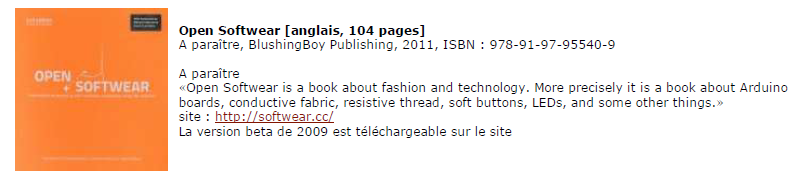 OPEN
+ SOFTWEAR
Open Softwear [anglais, 104 pages]
A paraître, BlushingBoy Publishing, 2011, ISBN : 978-91-97-95540-9
A paraître
«Open Softwear is a book about fashion and technology. More precisely it is a book about Arduino
boards, conductive fabric, resistive thread, soft buttons, LEDs, and some other things.»
site : http://softwear.cc/
La version beta de 2009 est téléchargeable sur le site